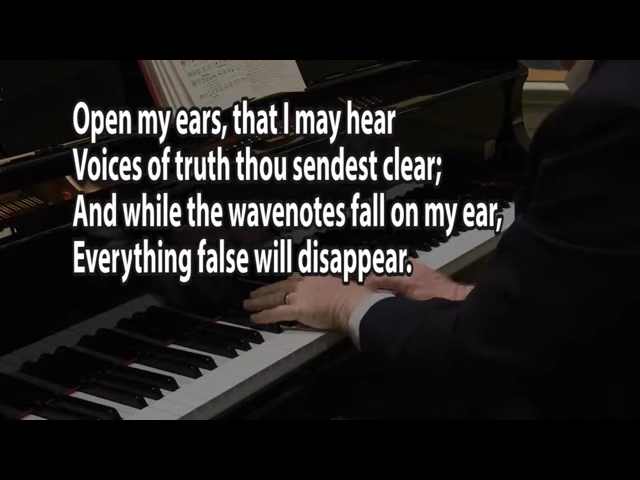 Open my ears, that I may hear
Voices of truth thou sendest clear;
And while the wavenotes fall on my ear,
Everything false will disappear.